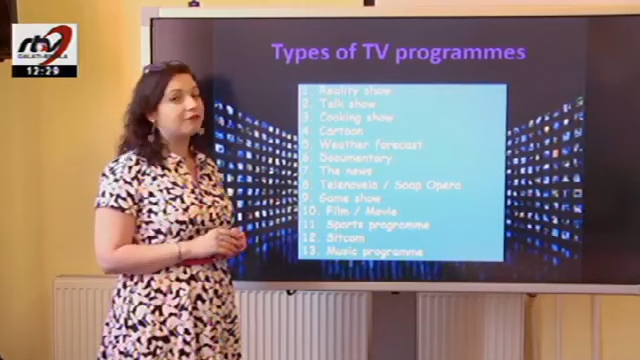 rtv
GALATI-BRAILA
12:29
Types of TV programmes
1. Reality show
2. Talk show
3. Cooking show
4. Cartoon
5. Weather forecast
6. Documentary
7. The news
8. Telenovela / Soap Opera
9. Game show
10. Film / Movie
11. Sports programme
12. Sitcom
13. Music programme